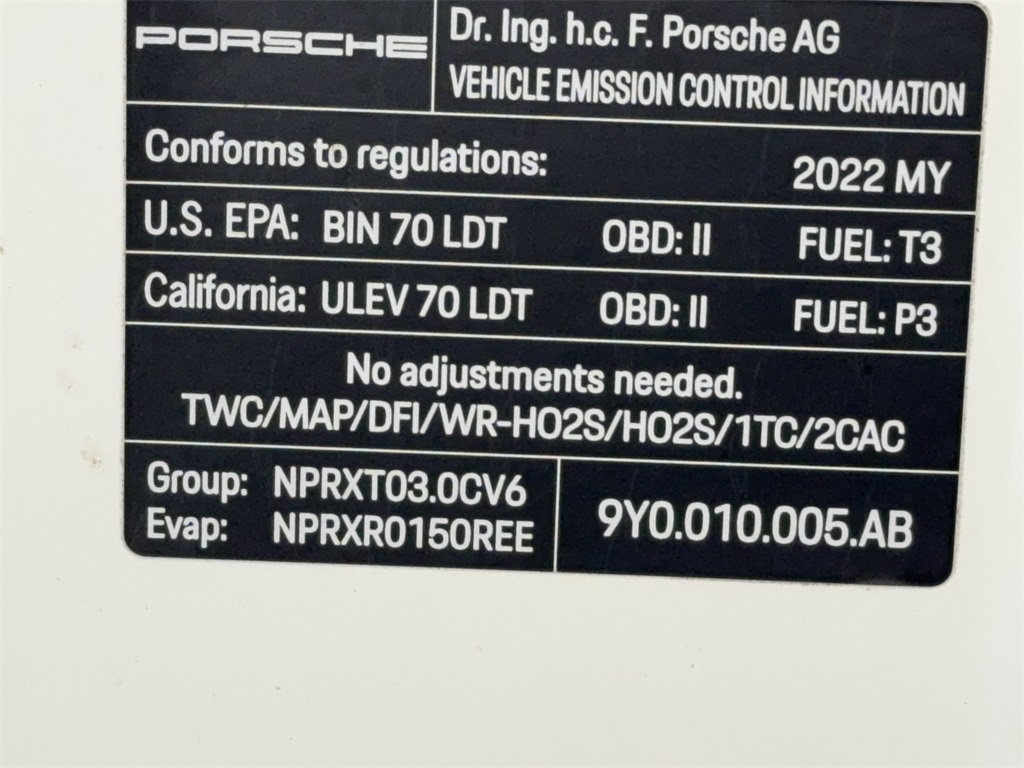 PORSCHE
Dr. Ing. h.c. F. Porsche AG
VEHICLE EMISSION CONTROL INFORMATION
Conforms to regulations: 2022 MY
U.S. EPA: BIN 70 LDT OBD: II FUEL: T3
California: ULEV 70 LDT OBD: II FUEL: P3
No adjustments needed.
TWC/MAP/DFI/WR-HO2S/HO2S/1TC/2CAC
Group: NPRXT03.0CV6
Evap: NPRXR0150REE
9Y0.010.005.AB